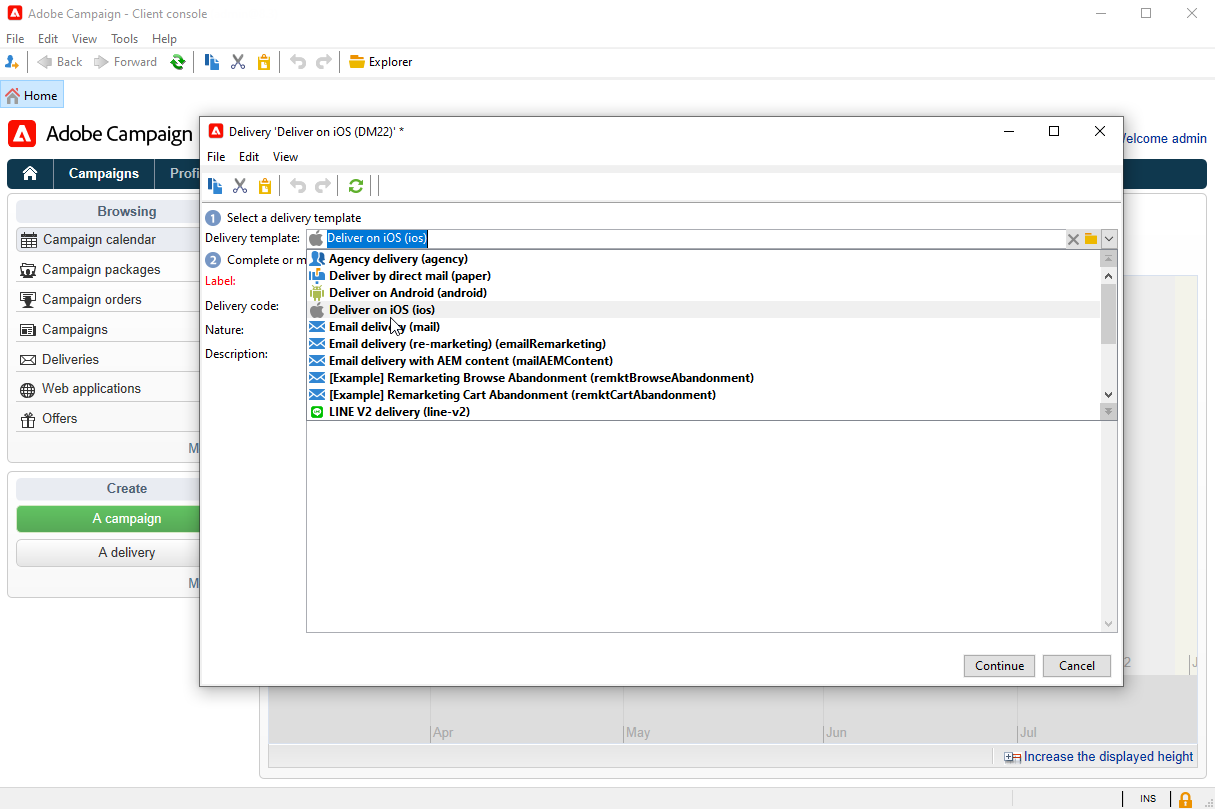 Adobe Campaign - Client console
File Edit View Tools Help
Back Forward Explorer
Home
Adobe Campaign
elcome admin
Campaigns Profi
Browsing
Campaign calendar
Campaign packages
Campaign orders
Campaigns
Deliveries
Web applications
Offers
M
Create
A campaign
A delivery
M
Delivery 'Deliver on iOS (DM22)' *
File Edit View
1 Select a delivery template
Delivery template: Deliver on iOS (ios)
2 Complete or m
Label:
Delivery code:
Nature:
Description:
Agency delivery (agency)
Deliver by direct mail (paper)
Deliver on Android (android)
Deliver on iOS (ios)
Email delivery (mail)
Email delivery (re-marketing) (emailRemarketing)
Email delivery with AEM content (mailAEMContent)
[Example] Remarketing Browse Abandonment (remktBrowseAbandonment)
[Example] Remarketing Cart Abandonment (remktCartAbandonment)
LINE V2 delivery (line-v2)
Continue Cancel
2 J
Apr May Jun Jul
Increase the displayed height
INS